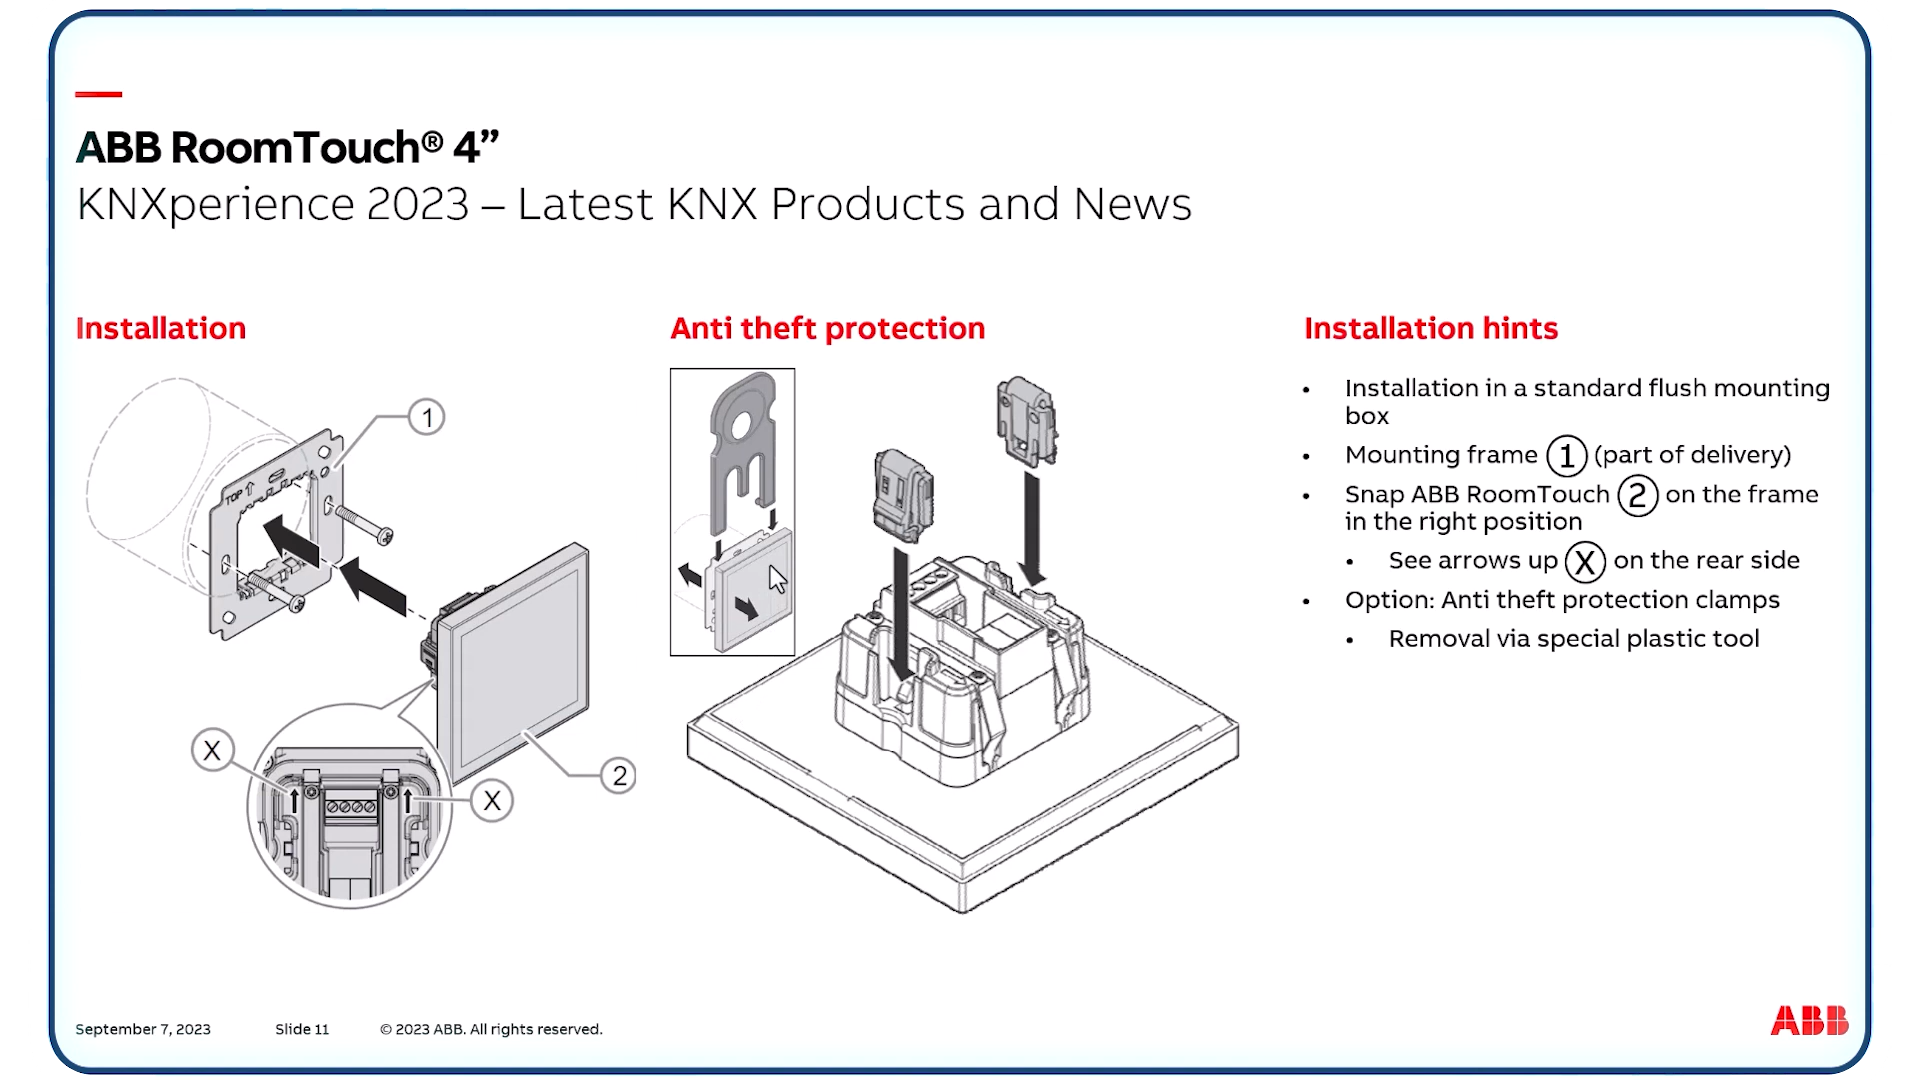 ABB RoomTouch® 4”
KNXperience 2023 – Latest KNX Products and News
Installation
1
TOP
2
X
X
Anti theft protection
Installation hints
• Installation in a standard flush mounting
box
• Mounting frame 1 (part of delivery)
• Snap ABB RoomTouch 2 on the frame
in the right position
• See arrows up X on the rear side
• Option: Anti theft protection clamps
• Removal via special plastic tool
September 7, 2023
Slide 11
© 2023 ABB. All rights reserved.
ABB